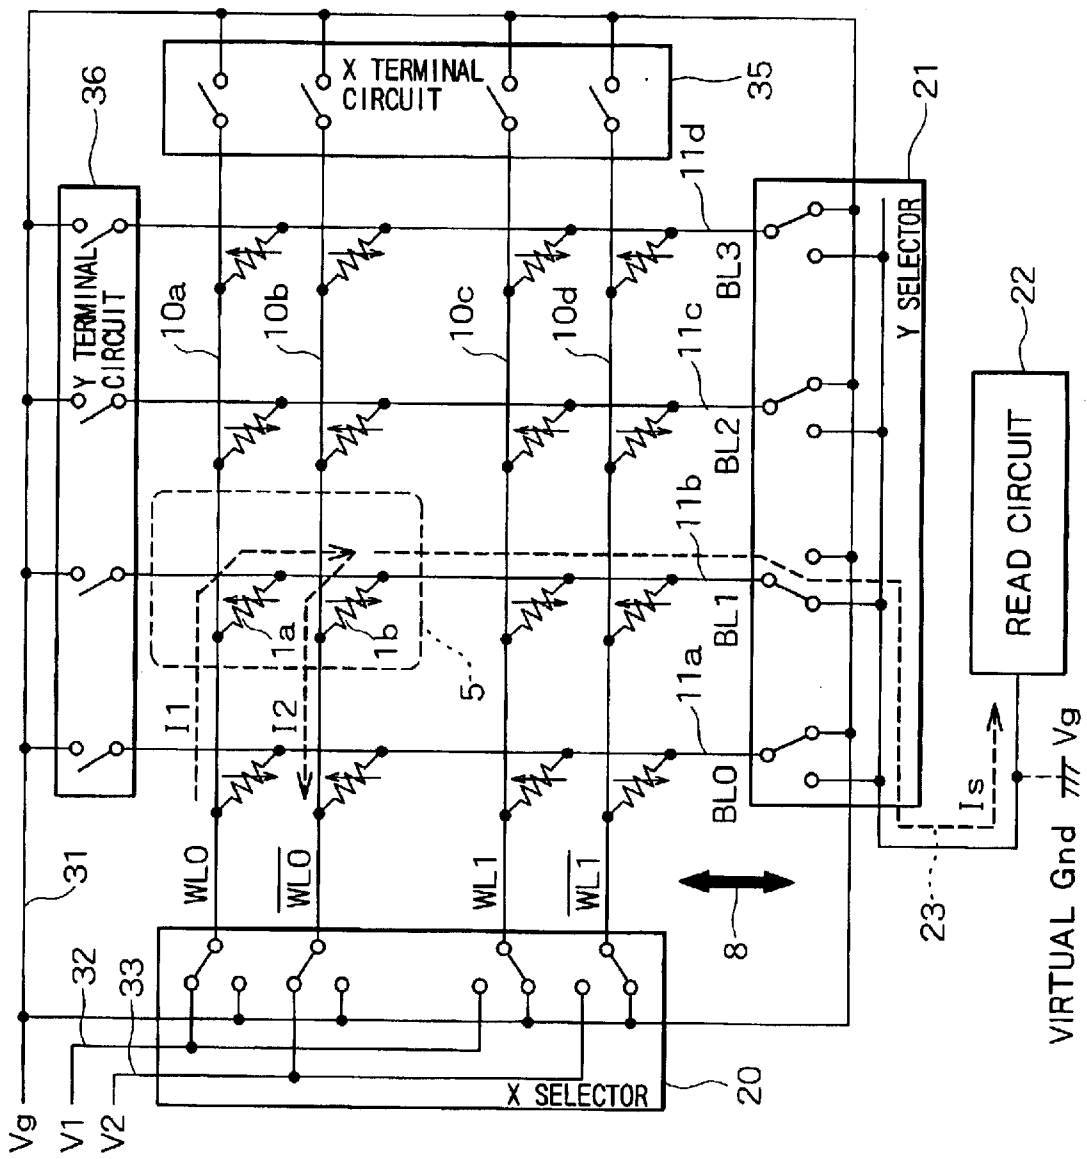 36
Y TERMINAL
CIRCUIT
X TERMINAL
CIRCUIT
35
21
10a
10b
10c
10d
11d
BL3
Y SELECTOR
11c
BL2
22
READ CIRCUIT
11b
BL1
1a
1b
5
I1
I2
11a
BL0
Is
Vg
VIRTUAL Gnd
31
WL0
W̅L̅0̅
WL1
W̅L̅1̅
8
23
32
33
20
X SELECTOR
Vg
V1
V2